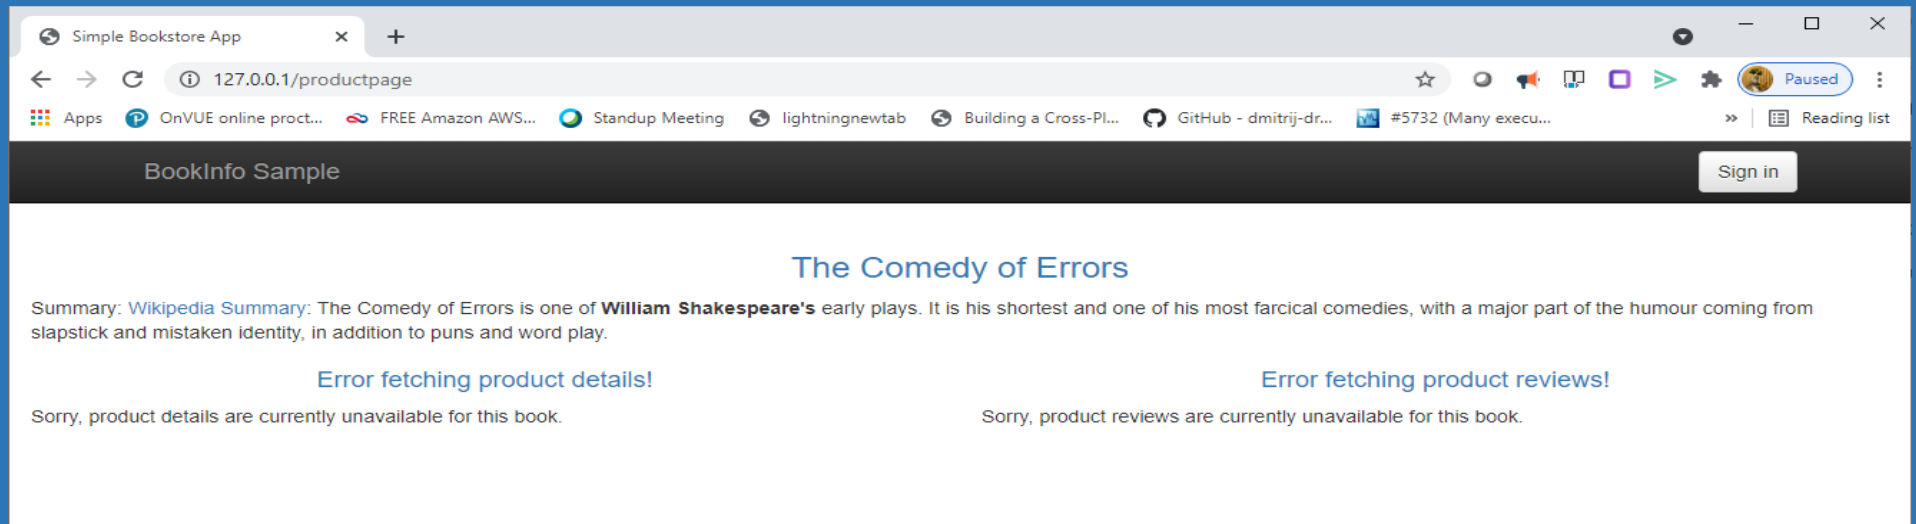 Simple Bookstore App
127.0.0.1/productpage
Paused
Apps OnVUE online proct... FREE Amazon AWS... Standup Meeting lightningnewtab Building a Cross-Pl... GitHub - dmitrij-dr... #5732 (Many execu... » Reading list
BookInfo Sample Sign in
The Comedy of Errors
Summary: Wikipedia Summary: The Comedy of Errors is one of William Shakespeare's early plays. It is his shortest and one of his most farcical comedies, with a major part of the humour coming from
slapstick and mistaken identity, in addition to puns and word play.
Error fetching product details!
Sorry, product details are currently unavailable for this book.
Error fetching product reviews!
Sorry, product reviews are currently unavailable for this book.